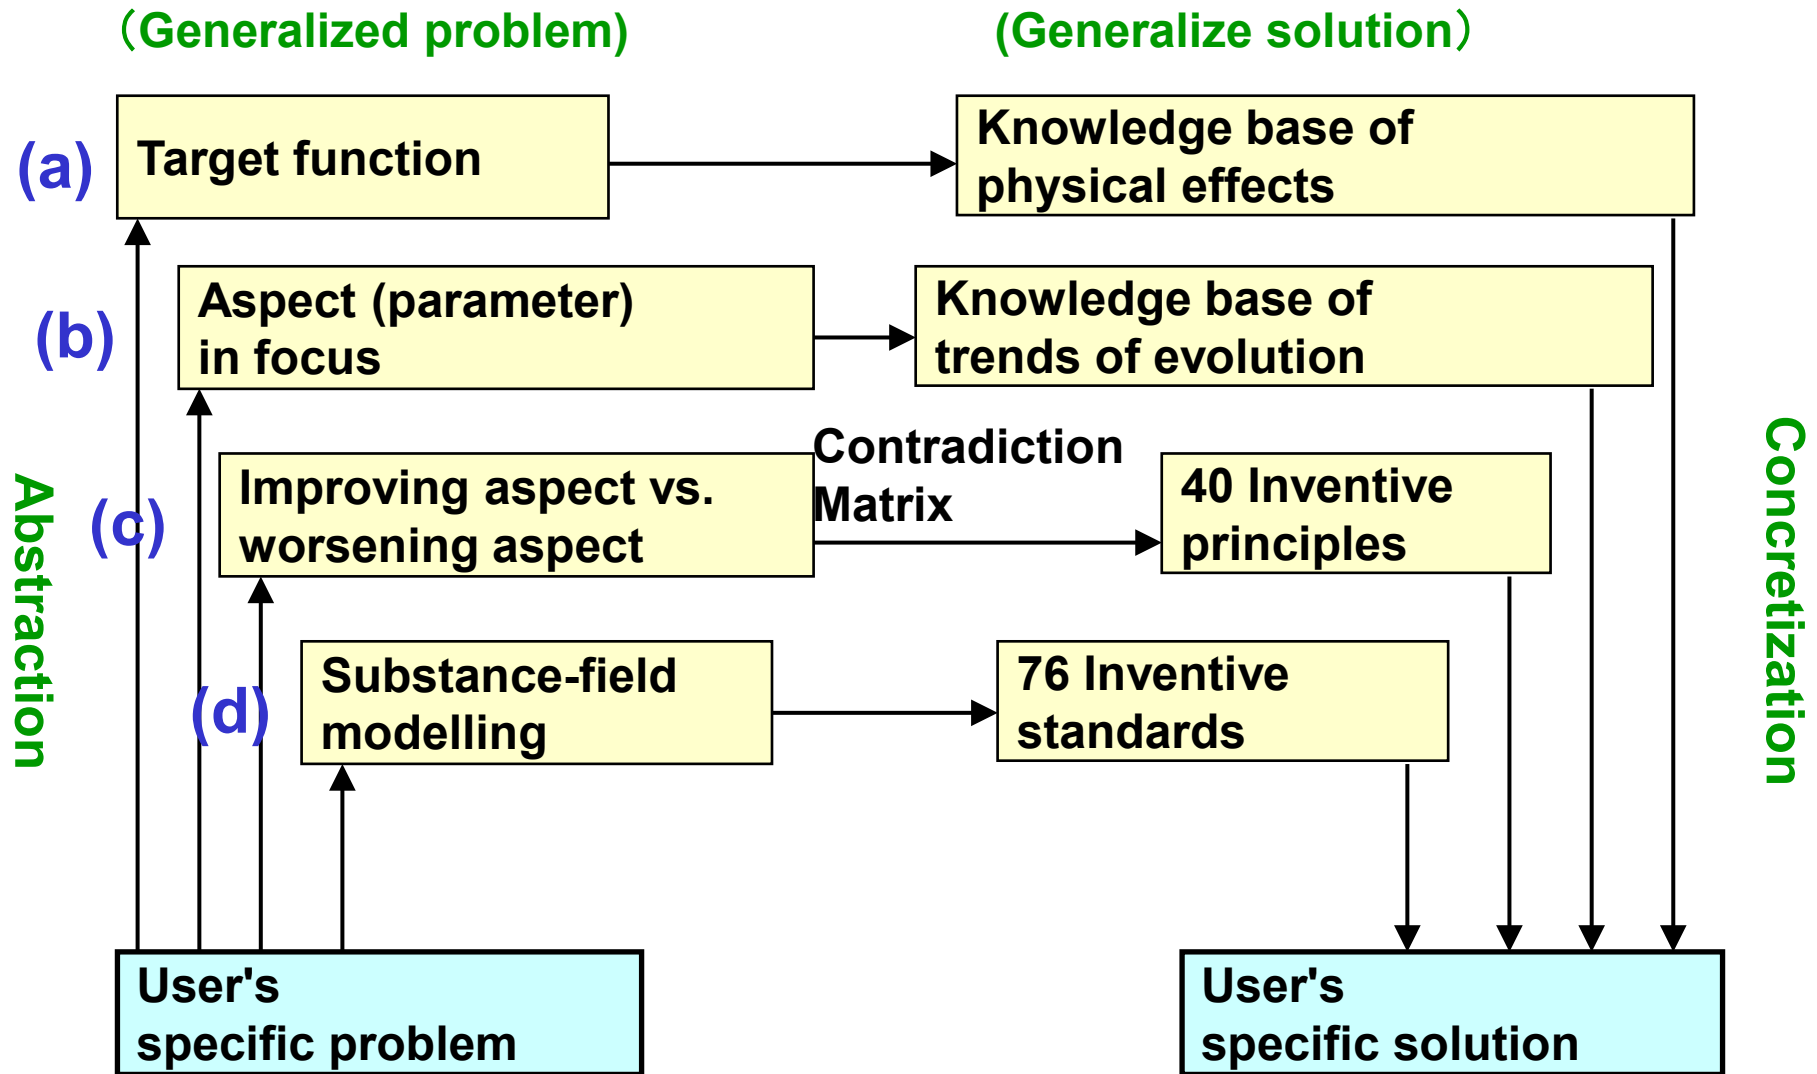 （Generalized problem)
(Generalize solution）
(a)
Target function
Knowledge base of
physical effects
(b)
Aspect (parameter)
in focus
Knowledge base of
trends of evolution
Abstraction
(c)
Improving aspect vs.
worsening aspect
Contradiction
Matrix
40 Inventive
principles
Concretization
(d)
Substance-field
modelling
76 Inventive
standards
User's
specific problem
User's
specific solution